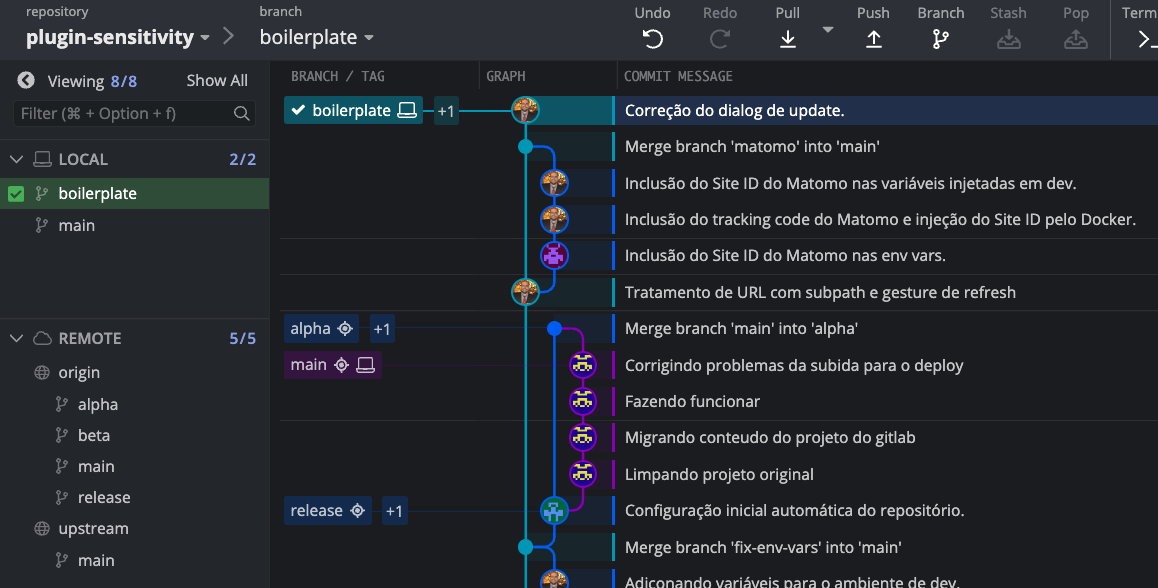 repository
branch
plugin-sensitivity
boilerplate
Undo
Redo
Pull
Push
Branch
Stash
Pop
Term
Viewing 8/8
Show All
Filter (⌘ + Option + f)
LOCAL
2/2
boilerplate
main
REMOTE
5/5
origin
alpha
beta
main
release
upstream
main
BRANCH / TAG
GRAPH
COMMIT MESSAGE
boilerplate
+1
Correção do dialog de update.
Merge branch 'matomo' into 'main'
Inclusão do Site ID do Matomo nas variáveis injetadas em dev.
Inclusão do tracking code do Matomo e injeção do Site ID pelo Docker.
Inclusão do Site ID do Matomo nas env vars.
Tratamento de URL com subpath e gesture de refresh
alpha
+1
Merge branch 'main' into 'alpha'
main
Corrigindo problemas da subida para o deploy
Fazendo funcionar
Migrando conteudo do projeto do gitlab
Limpando projeto original
release
+1
Configuração inicial automática do repositório.
Merge branch 'fix-env-vars' into 'main'
Adiconando variáveis para o ambiente de dev.